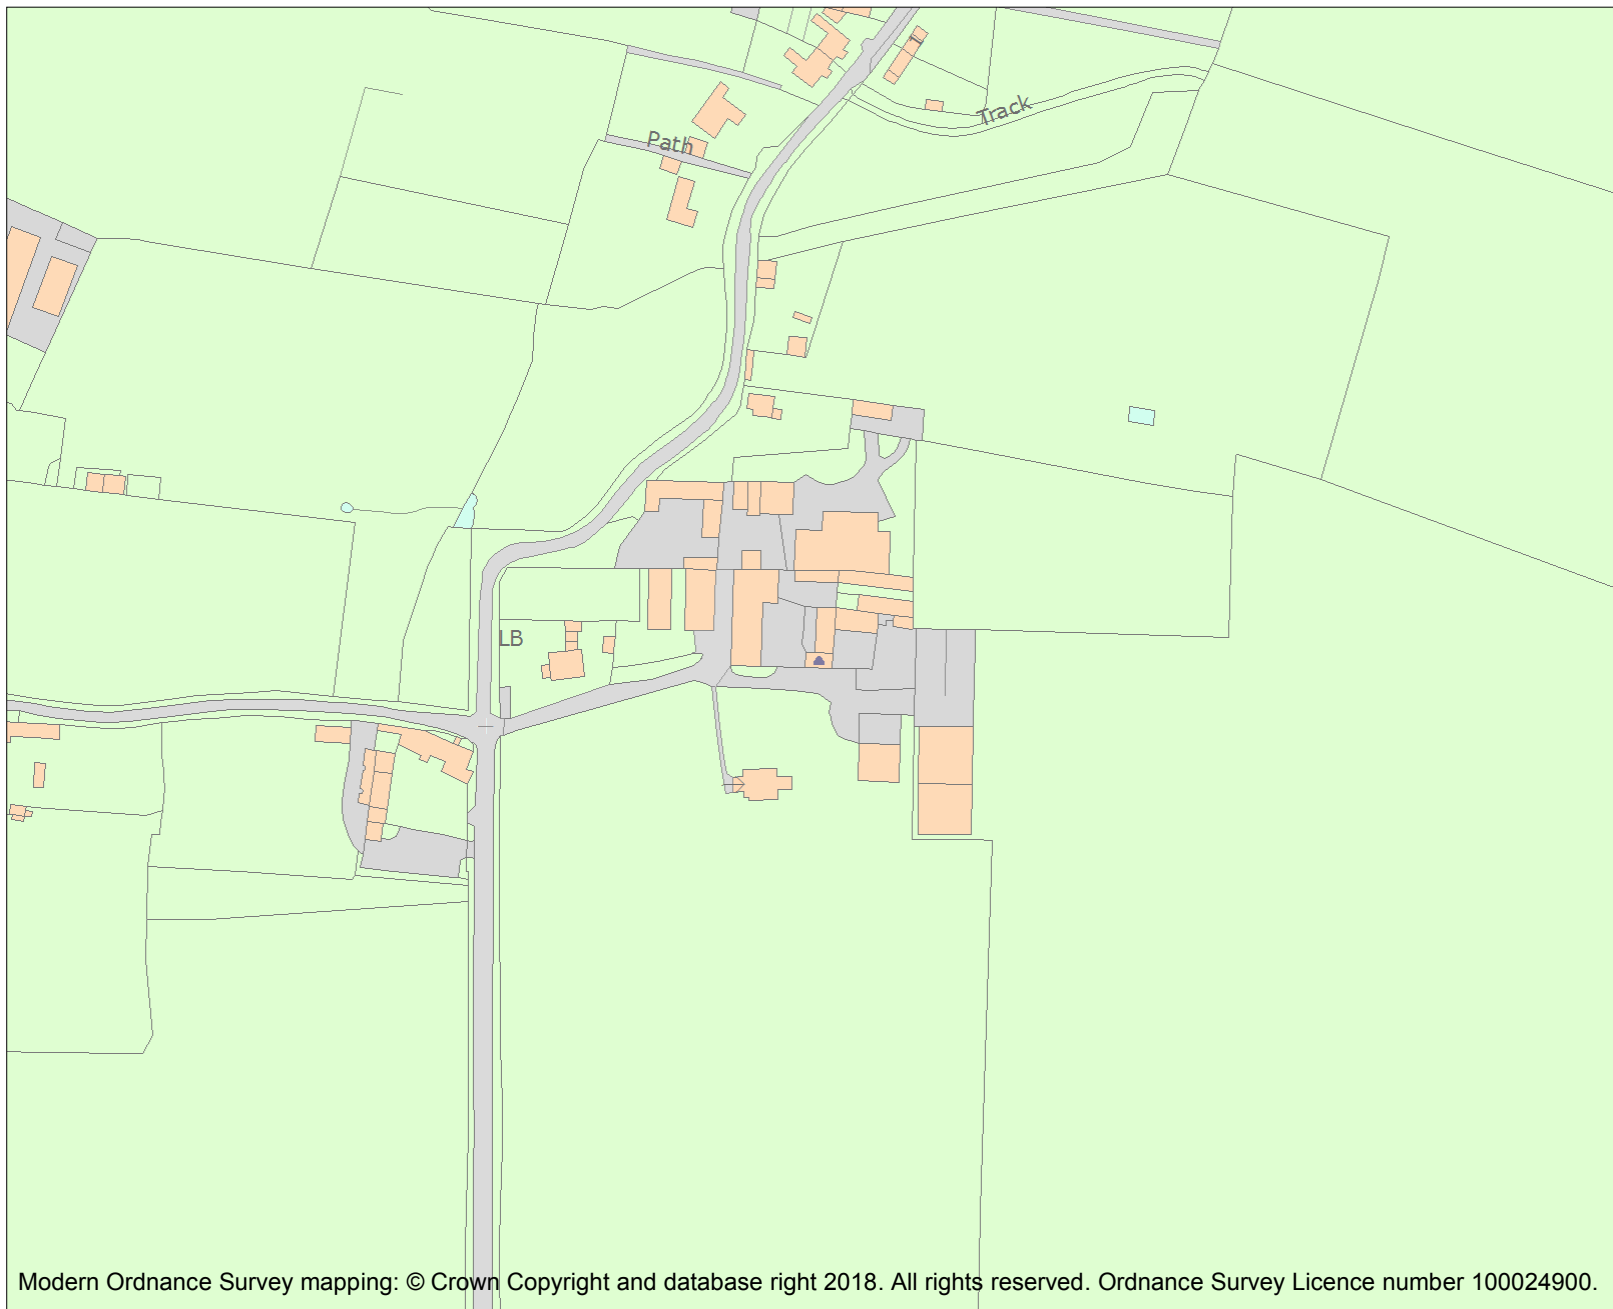 Track
Path
LB
Modern Ordnance Survey mapping: © Crown Copyright and database right 2018. All rights reserved. Ordnance Survey Licence number 100024900.